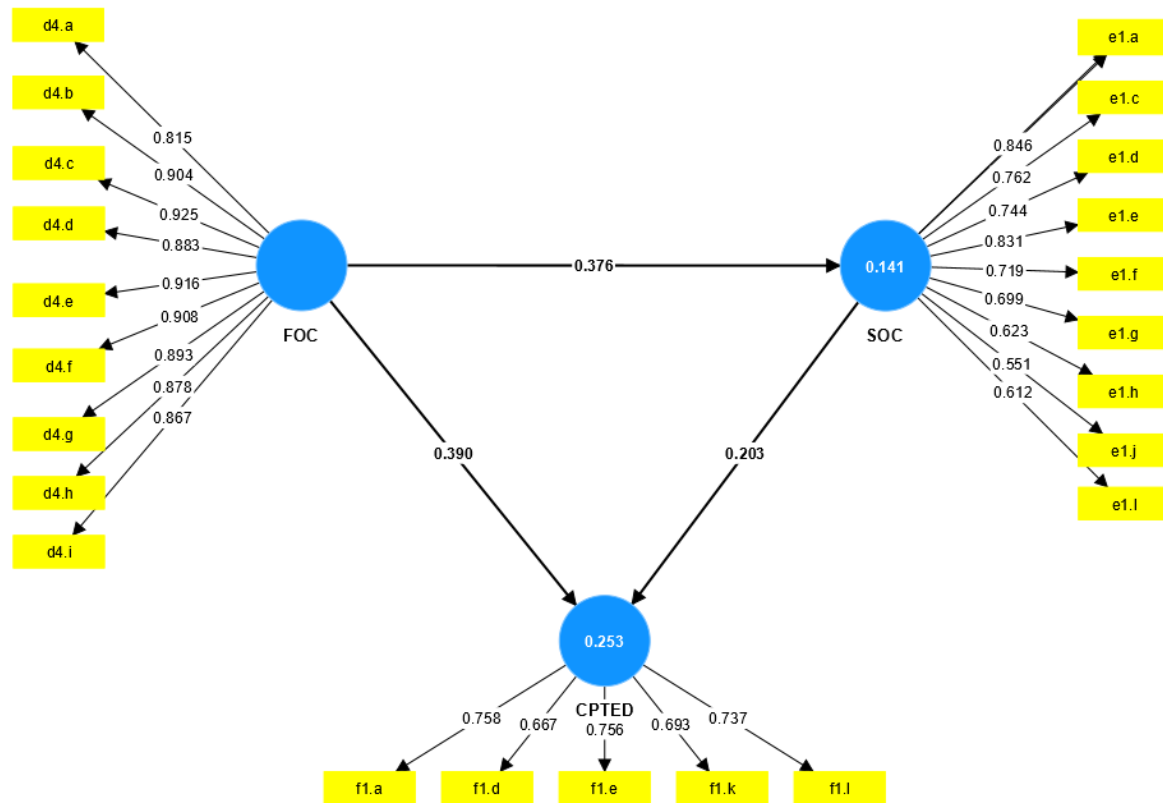 d4.a
d4.b
d4.c
d4.d
d4.e
d4.f
d4.g
d4.h
d4.i
0.815
0.904
0.925
0.883
0.916
0.908
0.893
0.878
0.867
FOC
0.376
0.390
0.141
SOC
0.203
0.846
0.762
0.744
0.831
0.719
0.699
0.623
0.551
0.612
e1.a
e1.c
e1.d
e1.e
e1.f
e1.g
e1.h
e1.j
e1.l
0.253
CPTED
0.758
0.667
0.756
0.693
0.737
f1.a
f1.d
f1.e
f1.k
f1.l